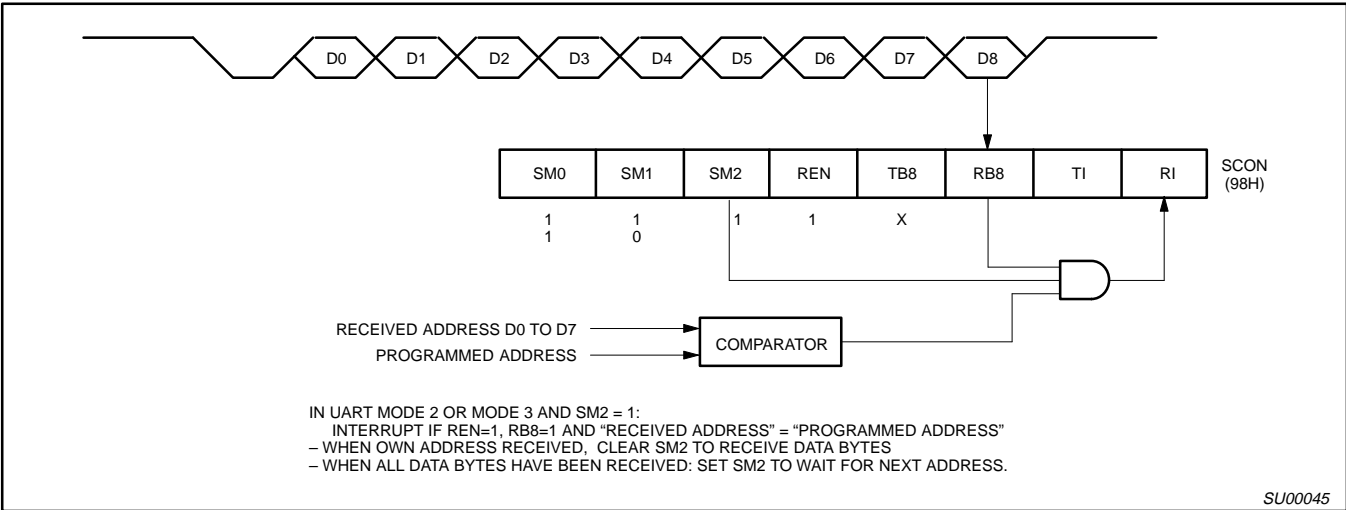 D0 D1 D2 D3 D4 D5 D6 D7 D8
SM0 SM1 SM2 REN TB8 RB8 TI RI SCON
(98H)
1 1 1 1 X
1 0
RECEIVED ADDRESS D0 TO D7
PROGRAMMED ADDRESS
COMPARATOR
IN UART MODE 2 OR MODE 3 AND SM2 = 1:
INTERRUPT IF REN=1, RB8=1 AND “RECEIVED ADDRESS” = “PROGRAMMED ADDRESS”
– WHEN OWN ADDRESS RECEIVED, CLEAR SM2 TO RECEIVE DATA BYTES
– WHEN ALL DATA BYTES HAVE BEEN RECEIVED: SET SM2 TO WAIT FOR NEXT ADDRESS.
SU00045